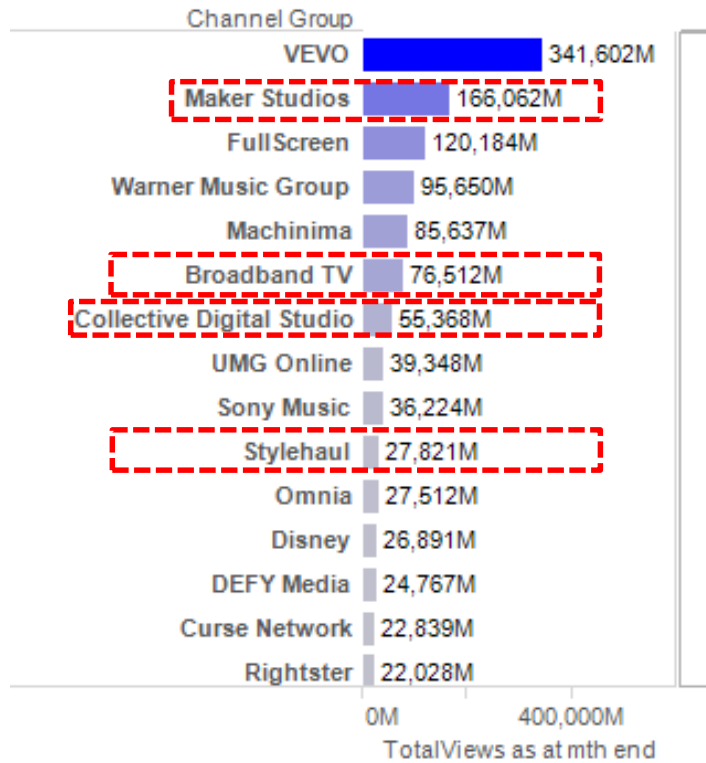 Channel Group
VEVO 341,602M
Maker Studios 166,062M
FullScreen 120,184M
Warner Music Group 95,650M
Machinima 85,637M
Broadband TV 76,512M
Collective Digital Studio 55,368M
UMG Online 39,348M
Sony Music 36,224M
Stylehaul 27,821M
Omnia 27,512M
Disney 26,891M
DEFY Media 24,767M
Curse Network 22,839M
Rightster 22,028M
0M 400,000M
TotalViews as at mth end